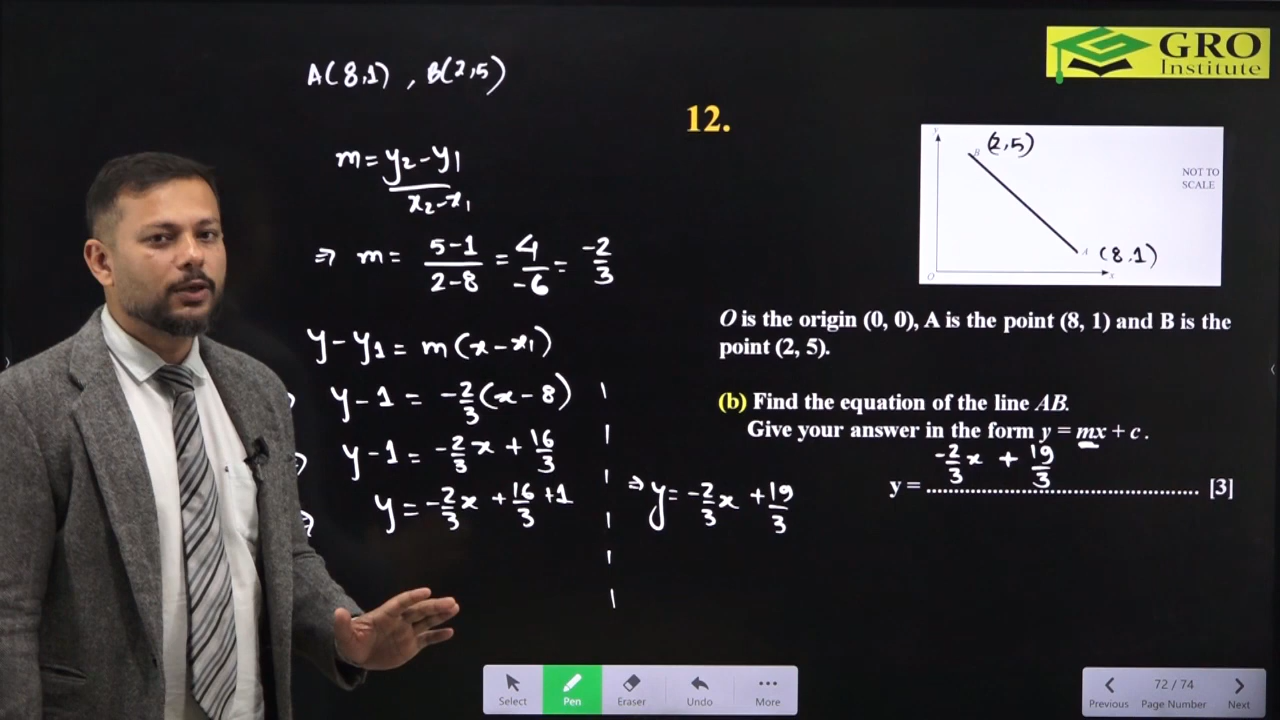 GRO
Institute
A(8,1) , B(2,5)
m = y2-y1
x2-x1
⇒ m = 5-1 = 4 = -2
2-8 -6 3
y-y1 = m(x-x1)
y-1 = -2/3(x-8)
y-1 = -2/3x + 16/3
y = -2/3x + 16/3 + 1
⇒ y = -2/3x + 19/3
12.
y
B (2,5)
NOT TO
SCALE
A (8,1)
O
x
O is the origin (0, 0), A is the point (8, 1) and B is the
point (2, 5).
(b) Find the equation of the line AB.
Give your answer in the form y = mx + c .
-2/3x + 19/3
y = ................................................ [3]
Select Pen Eraser Undo More
Previous 72 / 74 Page Number Next